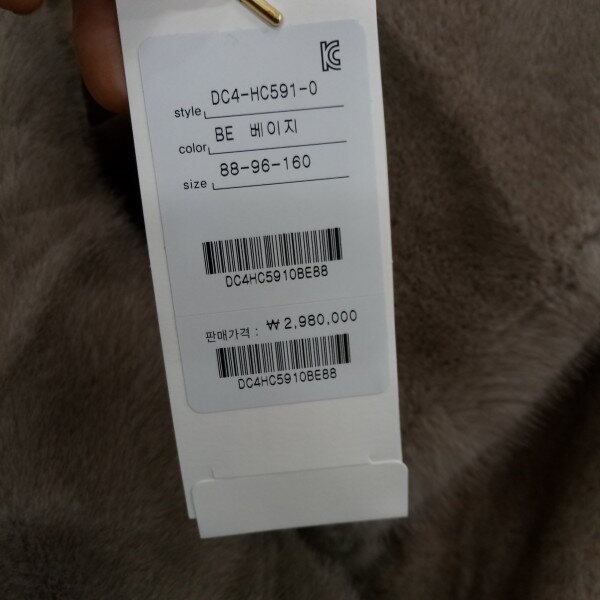 style DC4-HC591-0
color BE 베이지
size 88-96-160
DC4HC5910BE88
판매가격 : ₩2,980,000
DC4HC5910BE88